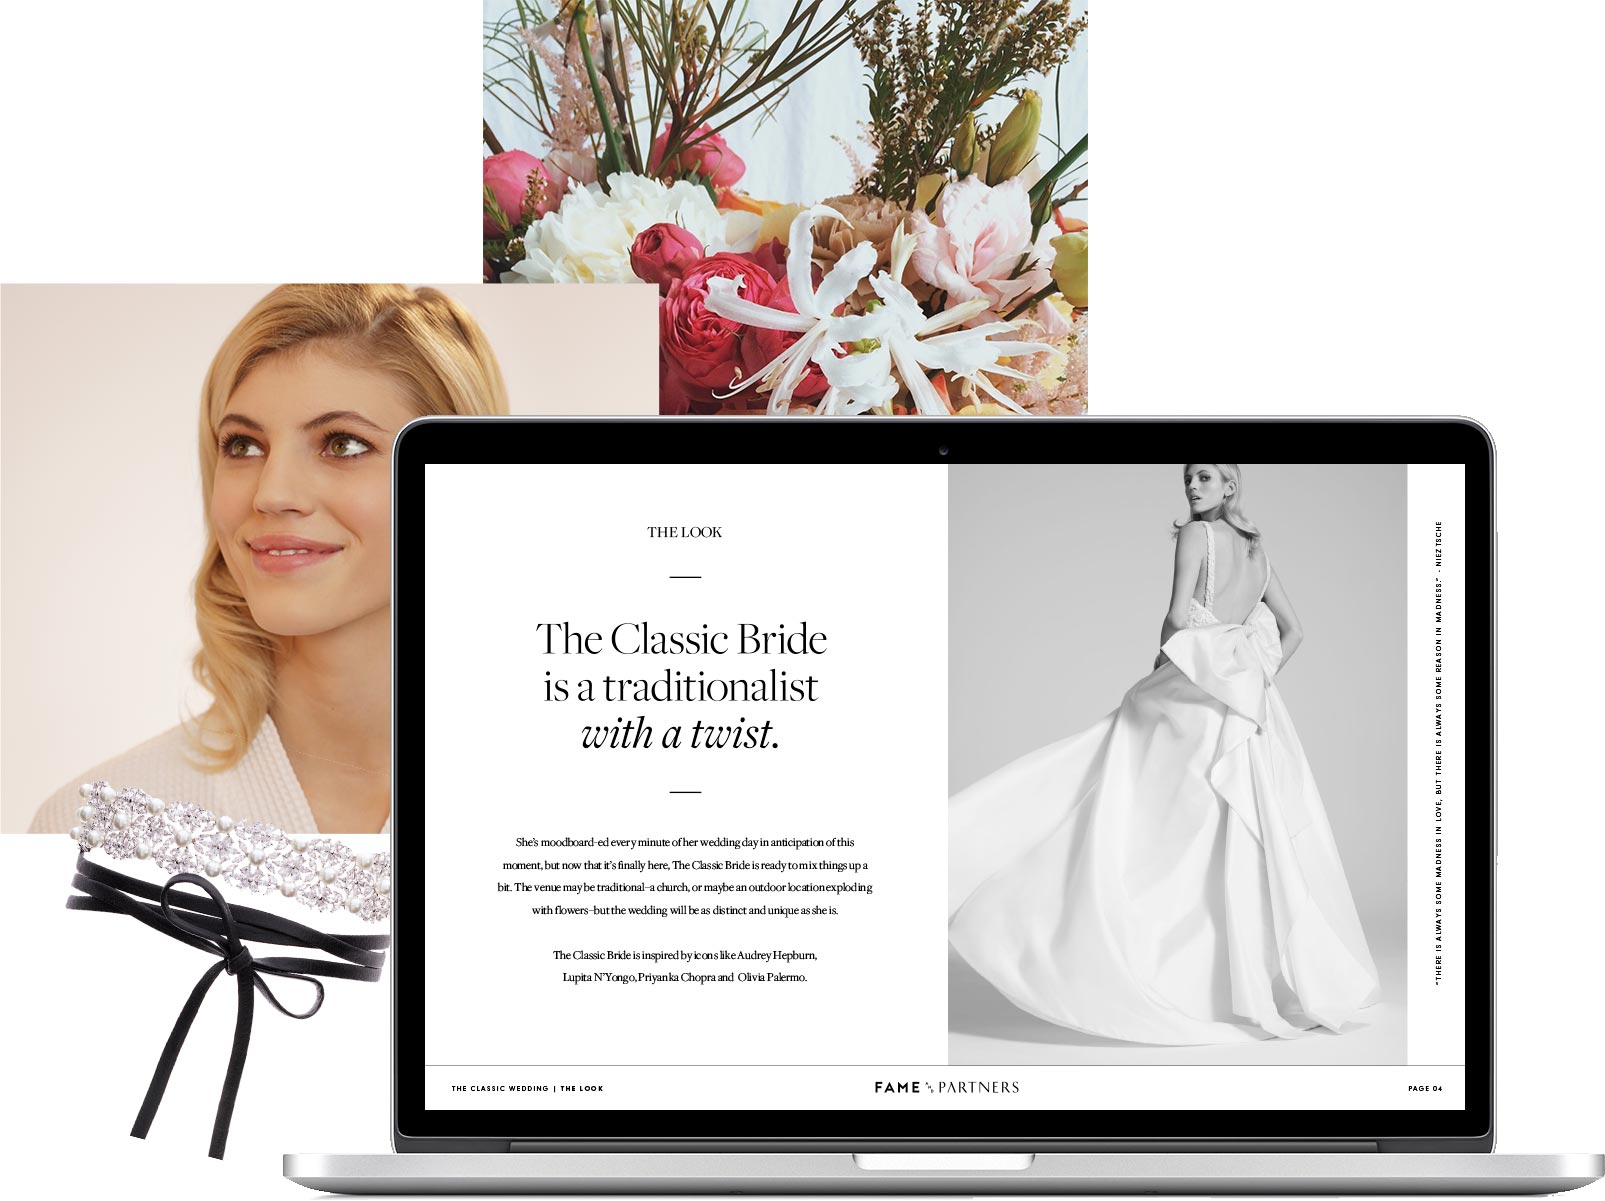 THE LOOK
The Classic Bride
is a traditionalist
with a twist.
She's moodboard-ed every minute of her wedding day in anticipation of this
moment, but now that it's finally here, The Classic Bride is ready to mix things up a
bit. The venue may be traditional–a church, or maybe an outdoor location exploding
with flowers–but the wedding will be as distinct and unique as she is.
The Classic Bride is inspired by icons like Audrey Hepburn,
Lupita N'Yongo, Priyanka Chopra and Olivia Palermo.
"THERE IS ALWAYS SOME MADNESS IN LOVE, BUT THERE IS ALWAYS SOME REASON IN MADNESS." - NIEZTSCHE
THE CLASSIC WEDDING | THE LOOK
FAME AND PARTNERS
PAGE 04